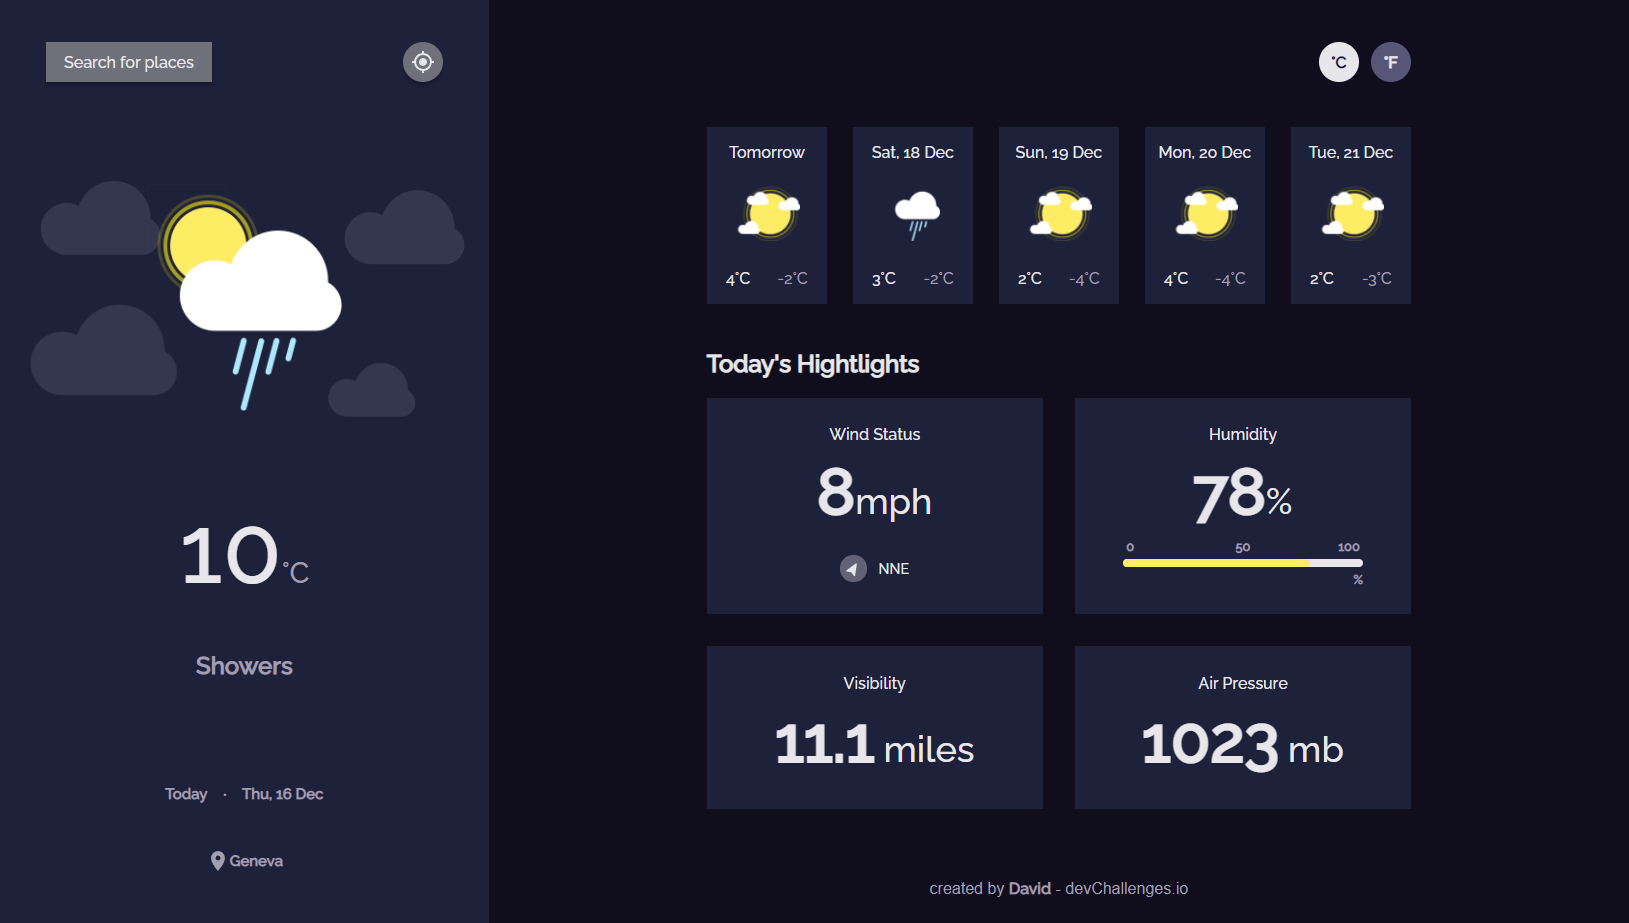 Search for places
10°C
Showers
Today · Thu, 16 Dec
Geneva
°C °F
Tomorrow
4°C -2°C
Sat, 18 Dec
3°C -2°C
Sun, 19 Dec
2°C -4°C
Mon, 20 Dec
4°C -4°C
Tue, 21 Dec
2°C -3°C
Today's Hightlights
Wind Status
8mph
NNE
Humidity
78%
0 50 100
%
Visibility
11.1 miles
Air Pressure
1023 mb
created by David - devChallenges.io